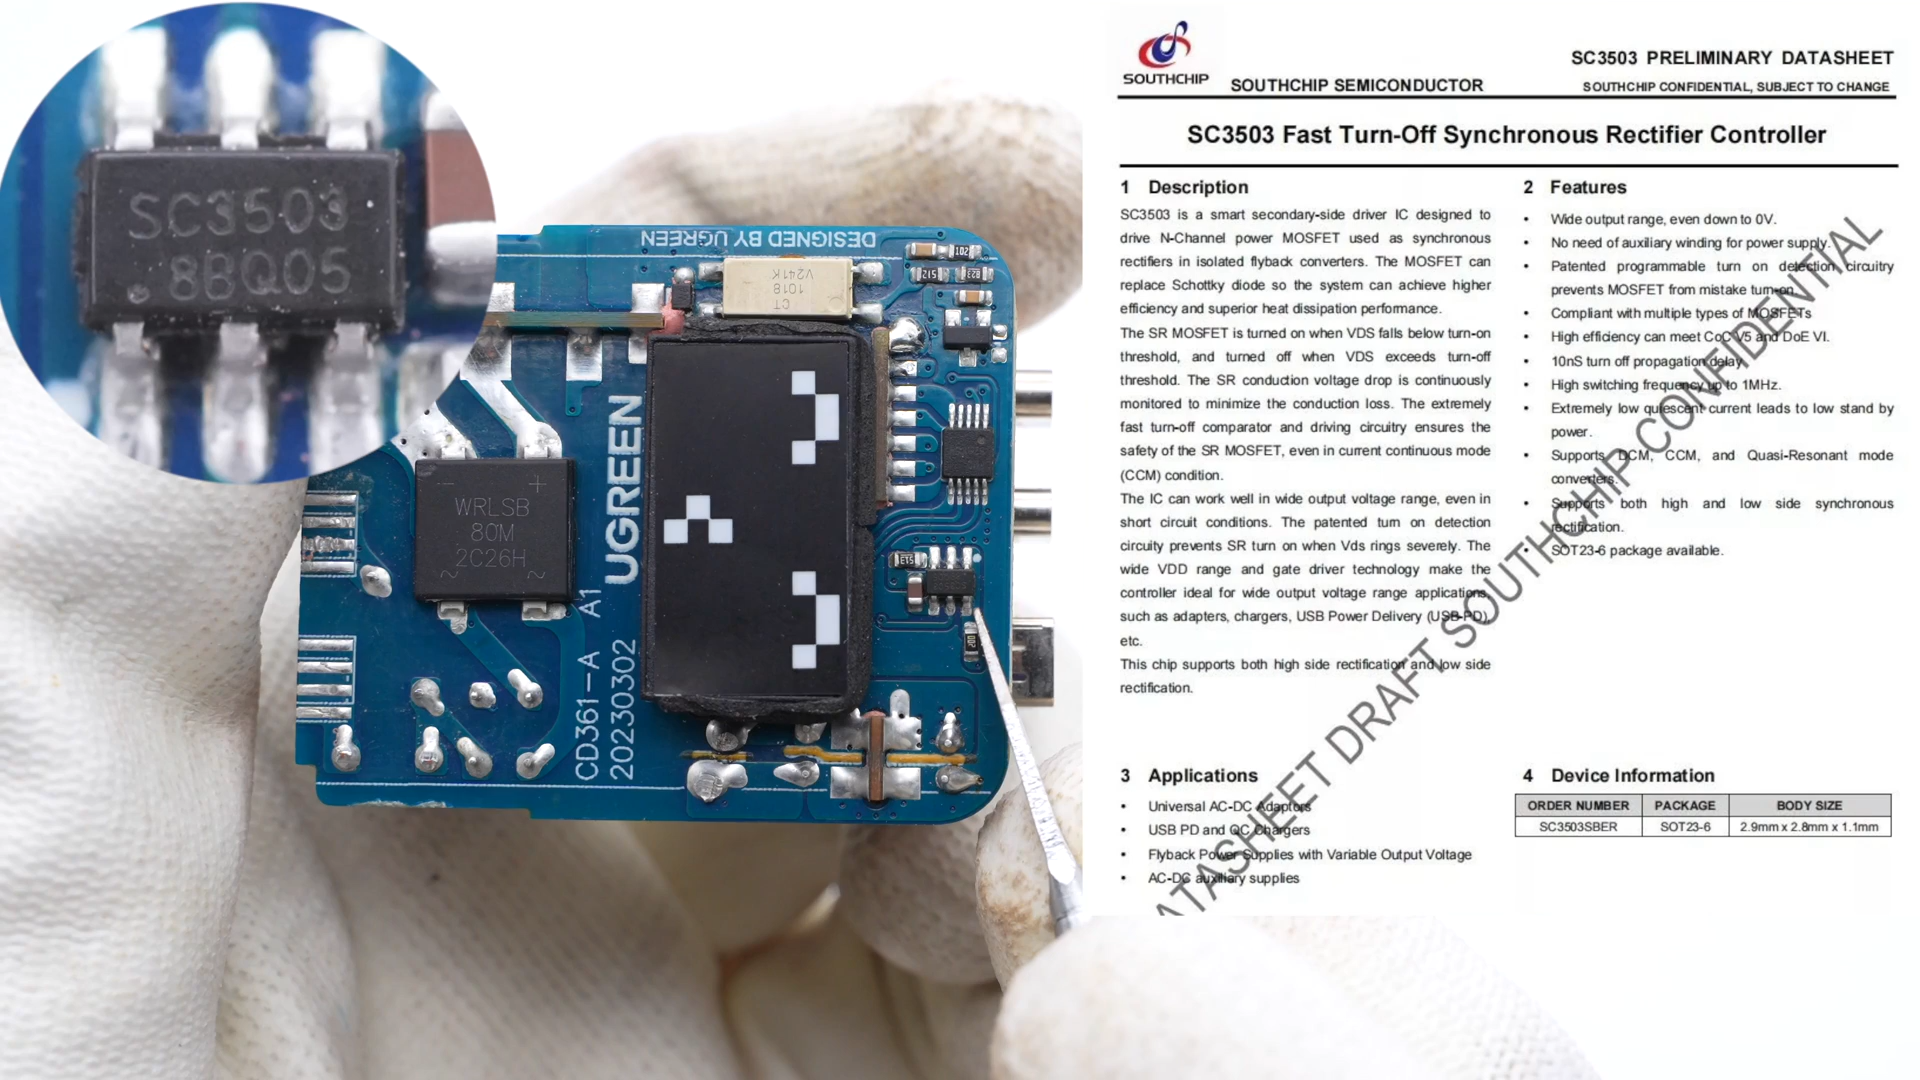 SC3503
8BQ05
DESIGNED BY UGREEN
CT
1018
V241K
102
215
823
WRLSB
80M
2C26H
UGREEN
CD361-A A1
20230302
SOUTHCHIP
SOUTHCHIP SEMICONDUCTOR
SC3503 PRELIMINARY DATASHEET
SOUTHCHIP CONFIDENTIAL, SUBJECT TO CHANGE
SC3503 Fast Turn-Off Synchronous Rectifier Controller
1 Description
SC3503 is a smart secondary-side driver IC designed to
drive N-Channel power MOSFET used as synchronous
rectifiers in isolated flyback converters. The MOSFET can
replace Schottky diode so the system can achieve higher
efficiency and superior heat dissipation performance.
The SR MOSFET is turned on when VDS falls below turn-on
threshold, and turned off when VDS exceeds turn-off
threshold. The SR conduction voltage drop is continuously
monitored to minimize the conduction loss. The extremely
fast turn-off comparator and driving circuitry ensures the
safety of the SR MOSFET, even in current continuous mode
(CCM) condition.
The IC can work well in wide output voltage range, even in
short circuit conditions. The patented turn on detection
circuity prevents SR turn on when Vds rings severely. The
wide VDD range and gate driver technology make the
controller ideal for wide output voltage range applications,
such as adapters, chargers, USB Power Delivery (USB-PD),
etc.
This chip supports both high side rectification and low side
rectification.
2 Features
• Wide output range, even down to 0V.
• No need of auxiliary winding for power supply.
• Patented programmable turn on detection circuitry
prevents MOSFET from mistake turn-on.
• Compliant with multiple types of MOSFETs
• High efficiency can meet CoC V5 and DoE VI.
• 10nS turn off propagation delay
• High switching frequency up to 1MHz.
• Extremely low quiescent current leads to low stand by
power.
• Supports DCM, CCM, and Quasi-Resonant mode
converters.
• Supports both high and low side synchronous
rectification.
• SOT23-6 package available.
3 Applications
• Universal AC-DC Adaptors
• USB PD and QC Chargers
• Flyback Power Supplies with Variable Output Voltage
• AC-DC auxiliary supplies
4 Device Information
ORDER NUMBER PACKAGE BODY SIZE
SC3503SBER SOT23-6 2.9mm x 2.8mm x 1.1mm
ATASHEET DRAFT SOUTHCHIP CONFIDENTIAL